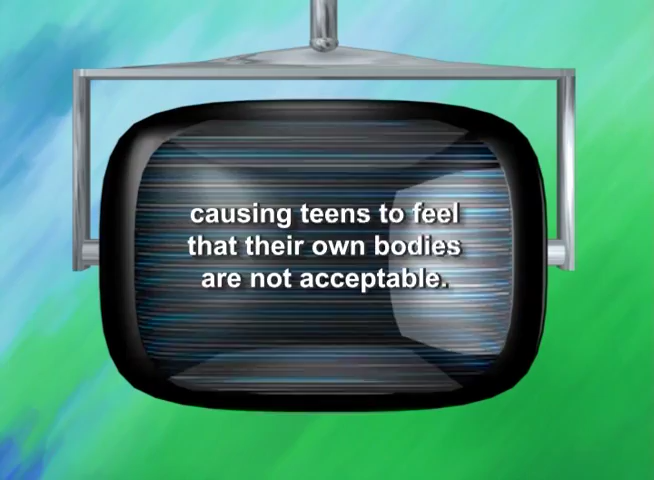 causing teens to feel
that their own bodies
are not acceptable.